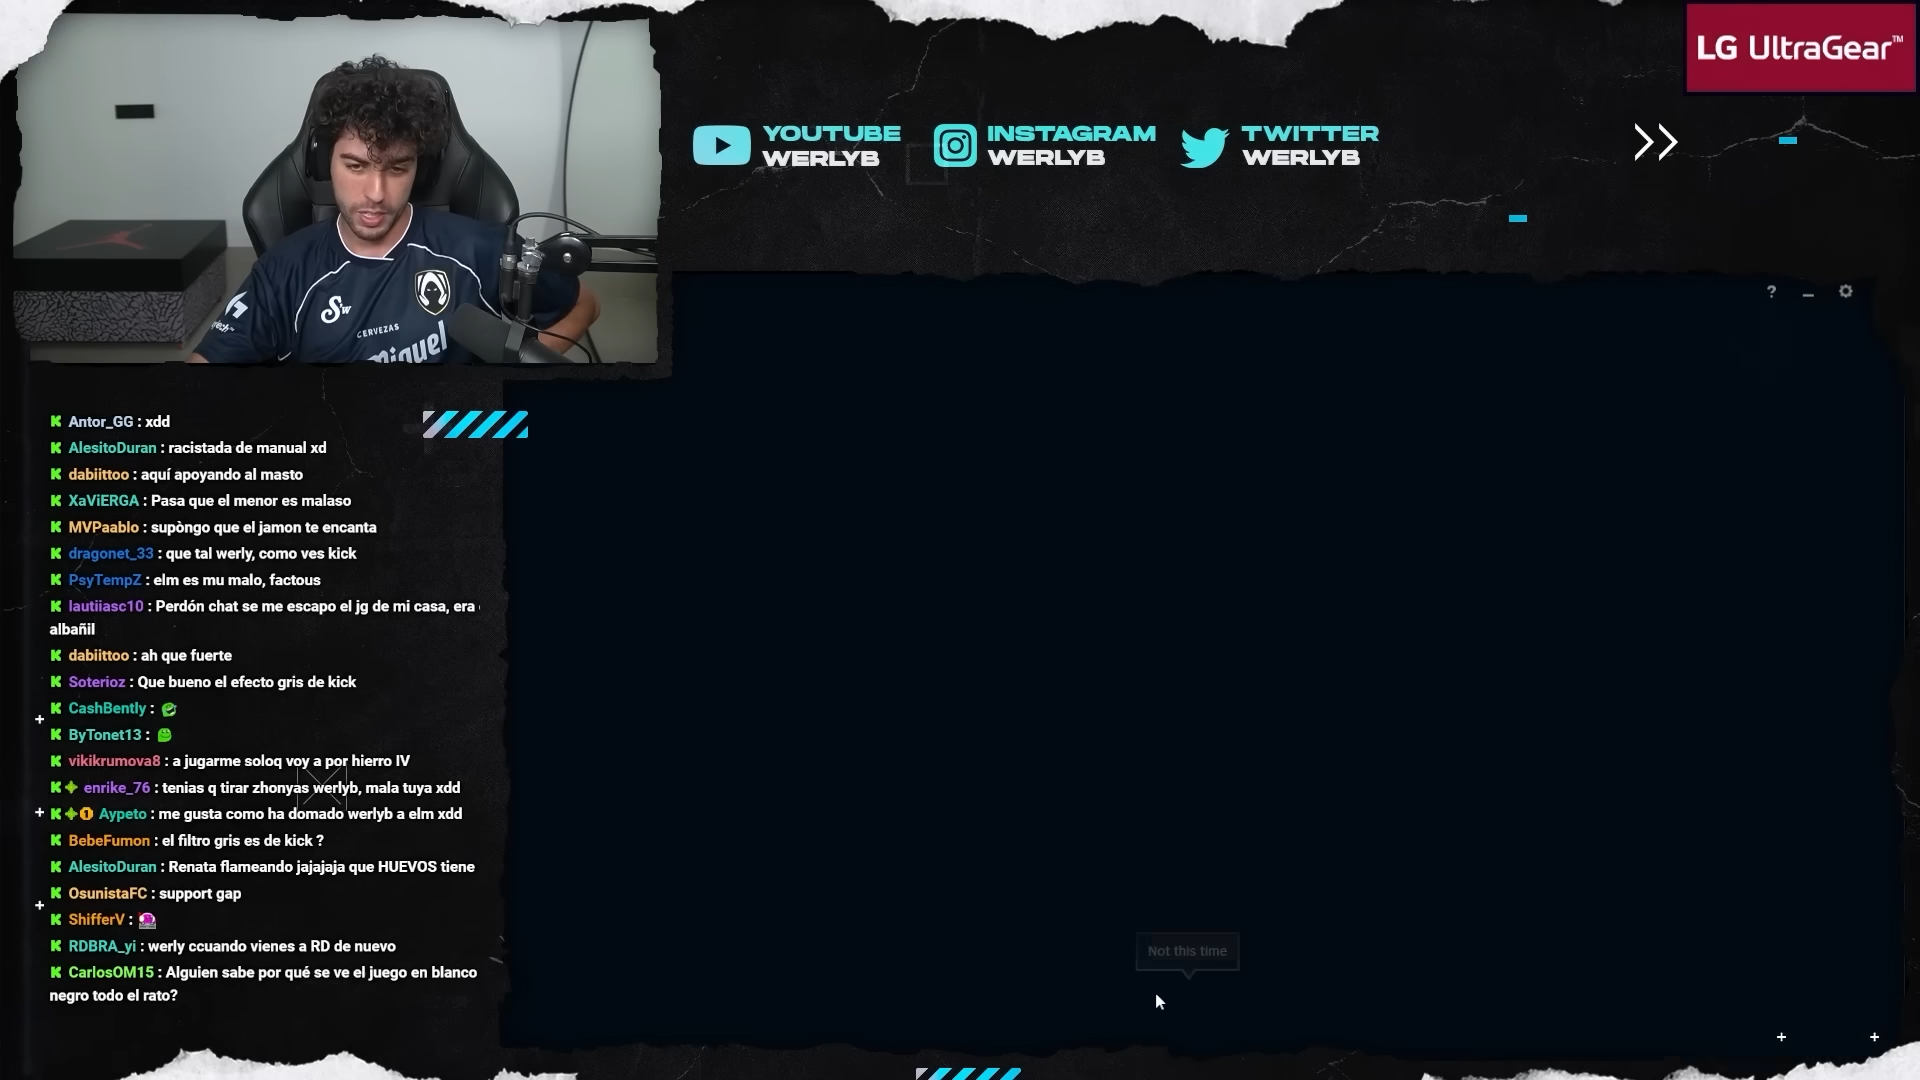 LG UltraGear™
YOUTUBE
WERLYB
INSTAGRAM
WERLYB
TWITTER
WERLYB
?
Sw
CERVEZAS
Miguel
Antor_GG : xdd
AlesitoDuran : racistada de manual xd
dabiittoo : aquí apoyando al masto
XaViERGA : Pasa que el menor es malaso
MVPaablo : supòngo que el jamon te encanta
dragonet_33 : que tal werly, como ves kick
PsyTempZ : elm es mu malo, factous
lautiiasc10 : Perdón chat se me escapo el jg de mi casa, era
albañil
dabiittoo : ah que fuerte
Soterioz : Que bueno el efecto gris de kick
CashBently :
ByTonet13 :
vikikrumova8 : a jugarme soloq voy a por hierro IV
enrike_76 : tenias q tirar zhonyas werlyb, mala tuya xdd
Aypeto : me gusta como ha domado werlyb a elm xdd
BebeFumon : el filtro gris es de kick ?
AlesitoDuran : Renata flameando jajajaja que HUEVOS tiene
OsunistaFC : support gap
ShifferV :
RDBRA_yi : werly ccuando vienes a RD de nuevo
CarlosOM15 : Alguien sabe por qué se ve el juego en blanco
negro todo el rato?
Not this time